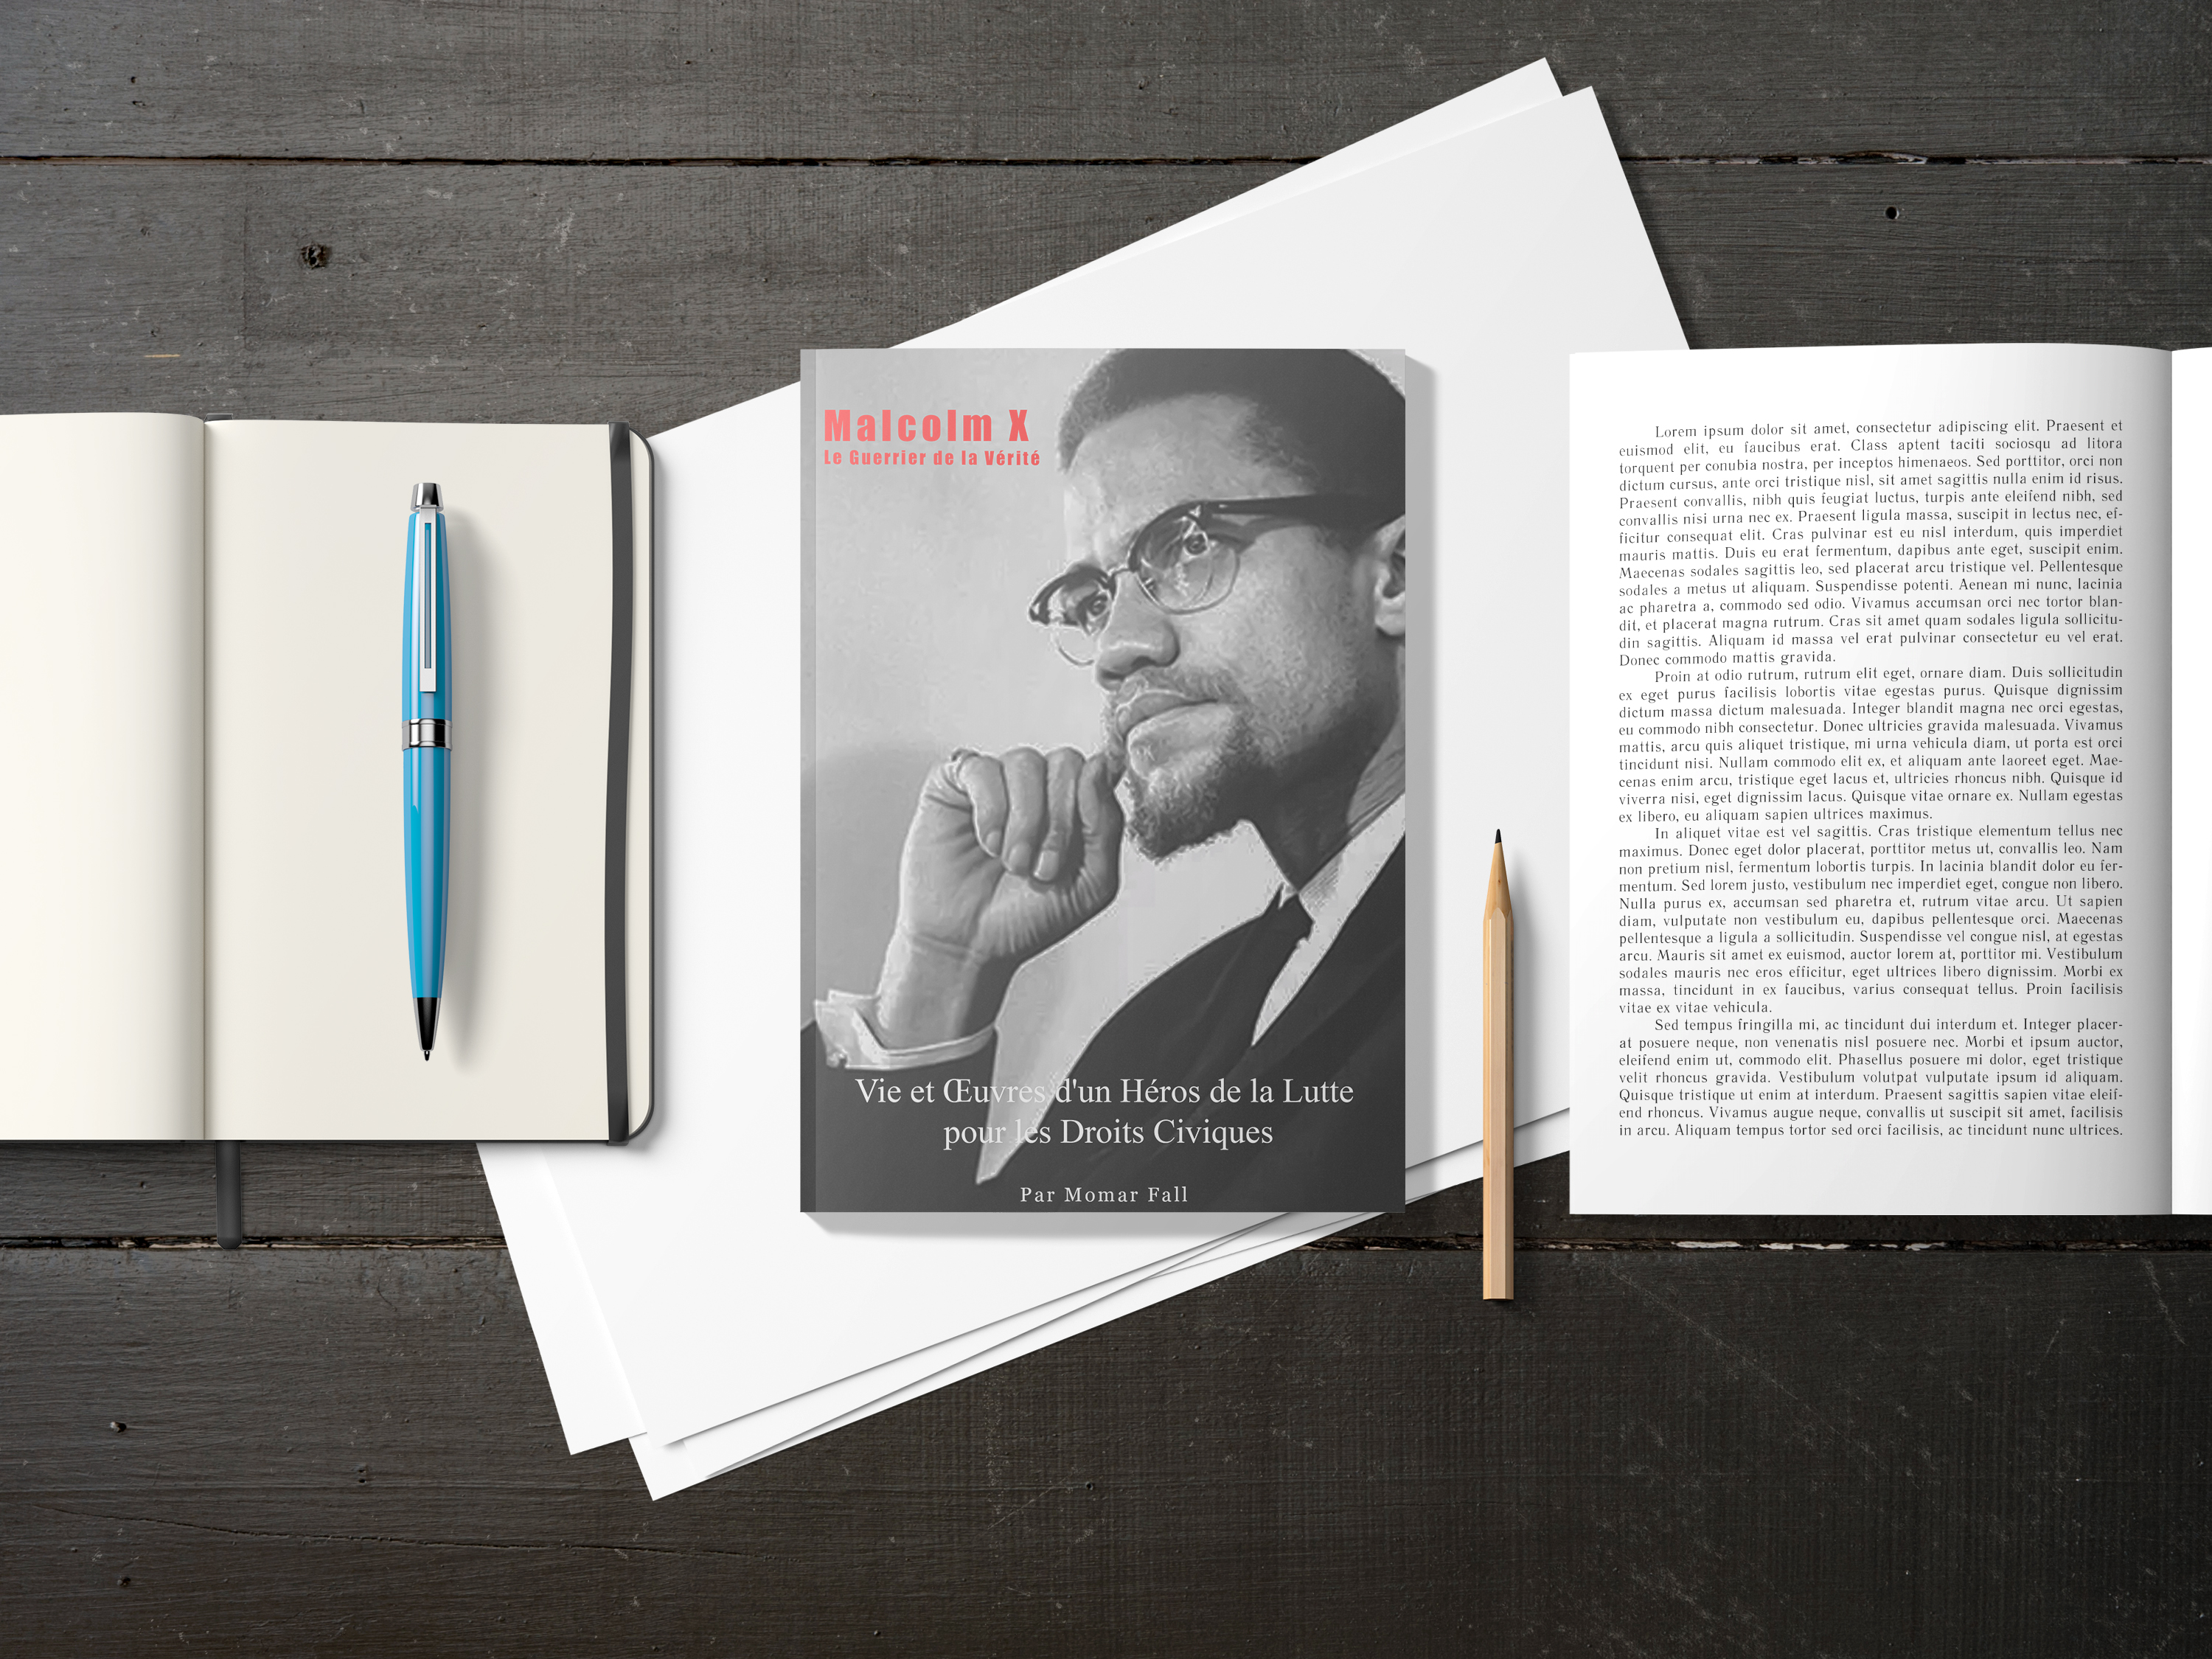 Malcolm X
Le Guerrier de la Vérité
Vie et Œuvres d'un Héros de la Lutte
pour les Droits Civiques
Par Momar Fall
Lorem ipsum dolor sit amet, consectetur adipiscing elit. Praesent et
euismod elit, eu faucibus erat. Class aptent taciti sociosqu ad litora
torquent per conubia nostra, per inceptos himenaeos. Sed porttitor, orci non
dictum cursus, ante orci tristique nisl, sit amet sagittis nulla enim id risus.
Praesent convallis, nibh quis feugiat luctus, turpis ante eleifend nibh, sed
convallis nisi urna nec ex. Praesent ligula massa, suscipit in lectus nec, ef-
ficitur consequat elit. Cras pulvinar est eu nisl interdum, quis imperdiet
mauris mattis. Duis eu erat fermentum, dapibus ante eget, suscipit enim.
Maecenas sodales sagittis leo, sed placerat arcu tristique vel. Pellentesque
sodales a metus ut aliquam. Suspendisse potenti. Aenean mi nunc, lacinia
ac pharetra a, commodo sed odio. Vivamus accumsan orci nec tortor blan-
dit, et placerat magna rutrum. Cras sit amet quam sodales ligula sollicitu-
din sagittis. Aliquam id massa vel erat pulvinar consectetur eu vel erat.
Donec commodo mattis gravida.
Proin at odio rutrum, rutrum elit eget, ornare diam. Duis sollicitudin
ex eget purus facilisis lobortis vitae egestas purus. Quisque dignissim
dictum massa dictum malesuada. Integer blandit magna nec orci egestas,
eu commodo nibh consectetur. Donec ultricies gravida malesuada. Vivamus
mattis, arcu quis aliquet tristique, mi urna vehicula diam, ut porta est orci
tincidunt nisi. Nullam commodo elit ex, et aliquam ante laoreet eget. Mae-
cenas enim arcu, tristique eget lacus et, ultricies rhoncus nibh. Quisque id
viverra nisi, eget dignissim lacus. Quisque vitae ornare ex. Nullam egestas
ex libero, eu aliquam sapien ultrices maximus.
In aliquet vitae est vel sagittis. Cras tristique elementum tellus nec
maximus. Donec eget dolor placerat, porttitor metus ut, convallis leo. Nam
non pretium nisl, fermentum lobortis turpis. In lacinia blandit dolor eu fer-
mentum. Sed lorem justo, vestibulum nec imperdiet eget, congue non libero.
Nulla purus ex, accumsan sed pharetra et, rutrum vitae arcu. Ut sapien
diam, vulputate non vestibulum eu, dapibus pellentesque orci. Maecenas
pellentesque a ligula a sollicitudin. Suspendisse vel congue nisl, at egestas
arcu. Mauris sit amet ex euismod, auctor lorem at, porttitor mi. Vestibulum
sodales mauris nec eros efficitur, eget ultrices libero dignissim. Morbi ex
massa, tincidunt in ex faucibus, varius consequat tellus. Proin facilisis
vitae ex vitae vehicula.
Sed tempus fringilla mi, ac tincidunt dui interdum et. Integer placer-
at posuere neque, non venenatis nisl posuere nec. Morbi et ipsum auctor,
eleifend enim ut, commodo elit. Phasellus posuere mi dolor, eget tristique
velit rhoncus gravida. Vestibulum volutpat vulputate ipsum id aliquam.
Quisque tristique ut enim at interdum. Praesent sagittis sapien vitae eleif-
end rhoncus. Vivamus augue neque, convallis ut suscipit sit amet, facilisis
in arcu. Aliquam tempus tortor sed orci facilisis, ac tincidunt nunc ultrices.